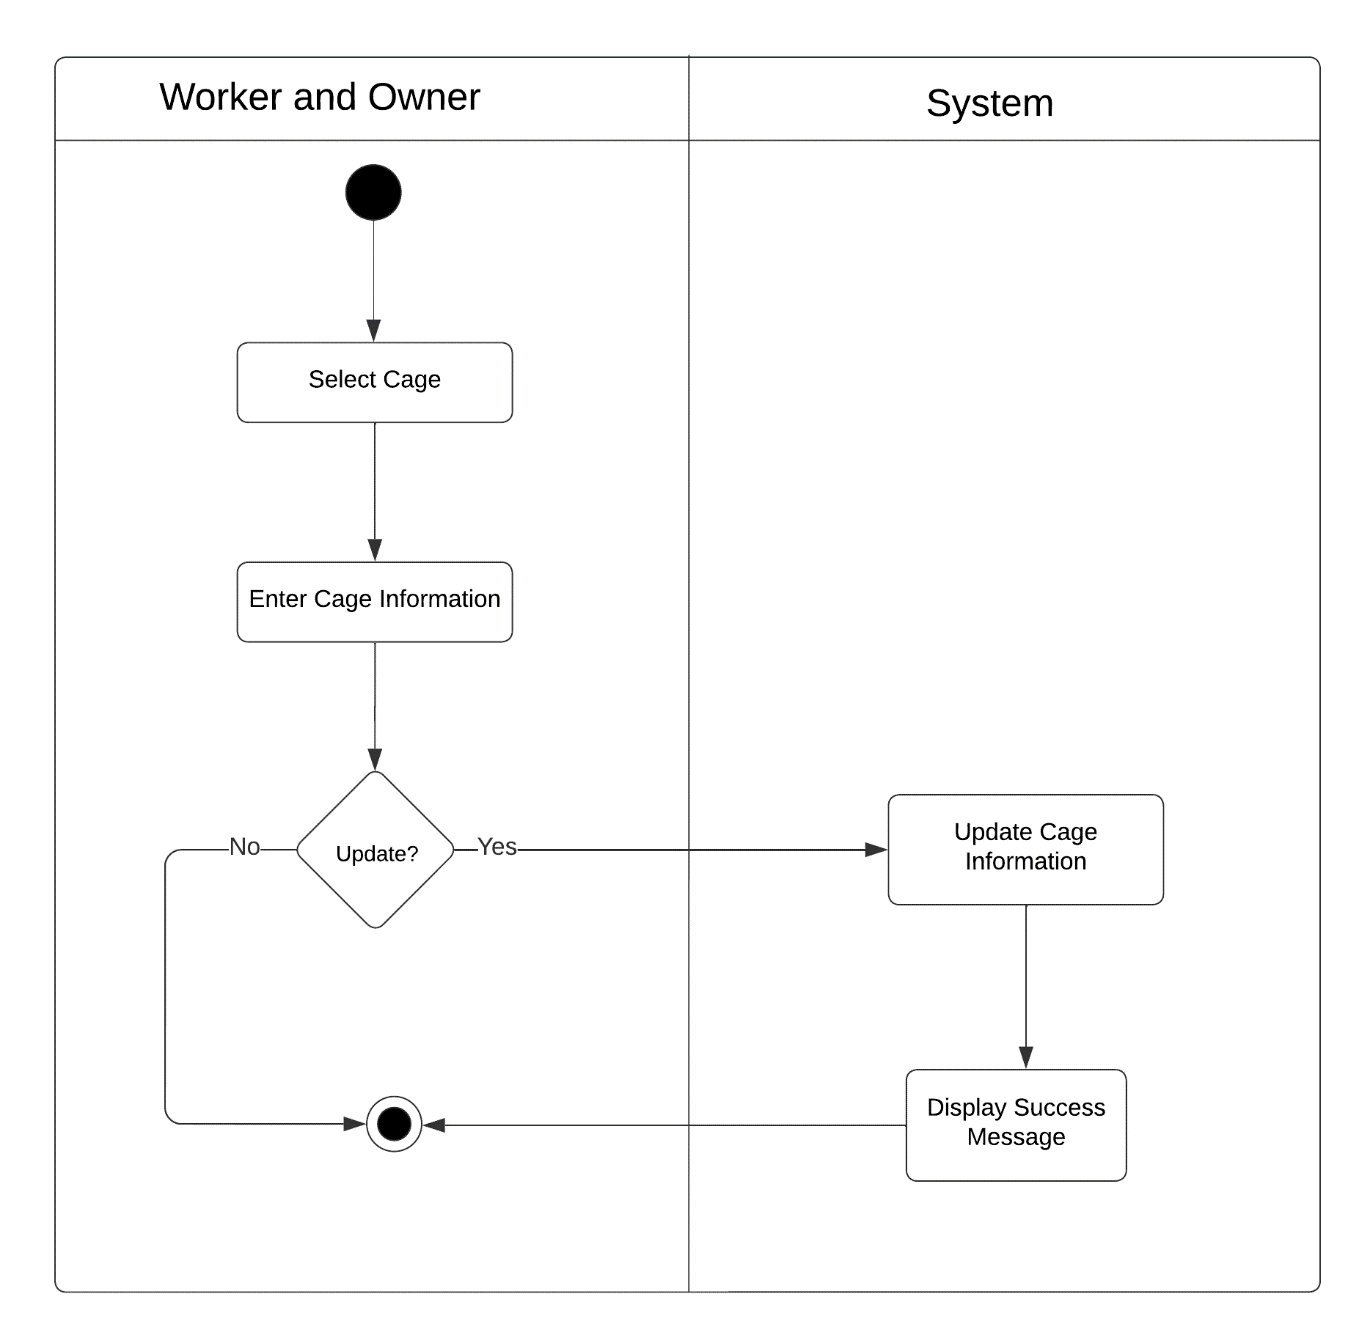 Worker and Owner
System
Select Cage
Enter Cage Information
Update?
No
Yes
Update Cage
Information
Display Success
Message